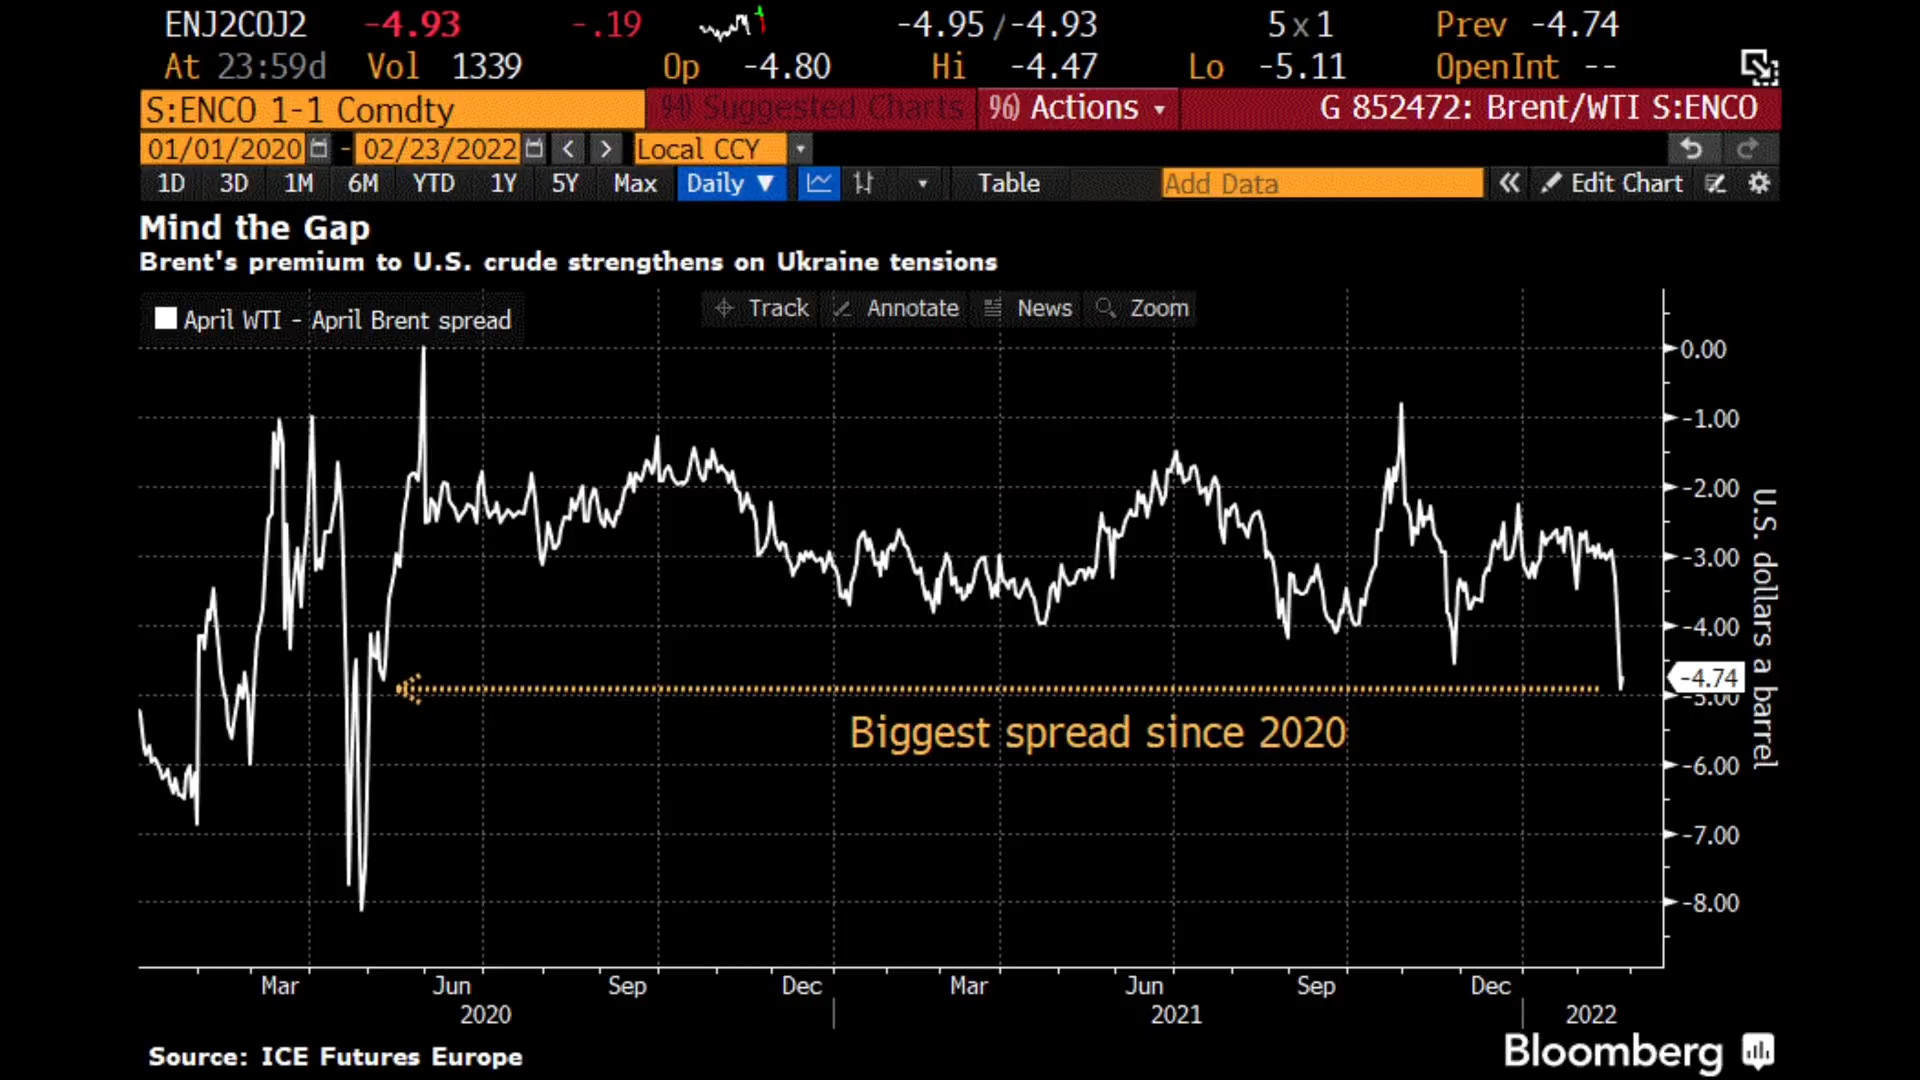 ENJ2COJ2 -4.93 -.19 -4.95 / -4.93 5 x 1 Prev -4.74
At 23:59d Vol 1339 Op -4.80 Hi -4.47 Lo -5.11 OpenInt --
S:ENCO 1-1 Comdty 94) Suggested Charts 96) Actions G 852472: Brent/WTI S:ENCO
01/01/2020 - 02/23/2022 Local CCY
1D 3D 1M 6M YTD 1Y 5Y Max Daily Table Add Data Edit Chart
Mind the Gap
Brent's premium to U.S. crude strengthens on Ukraine tensions
April WTI - April Brent spread
Track Annotate News Zoom
0.00
-1.00
-2.00
-3.00
-4.00
-4.74
-5.00
-6.00
-7.00
-8.00
U.S. dollars a barrel
Biggest spread since 2020
Mar Jun Sep Dec Mar Jun Sep Dec
2020 2021 2022
Source: ICE Futures Europe
Bloomberg